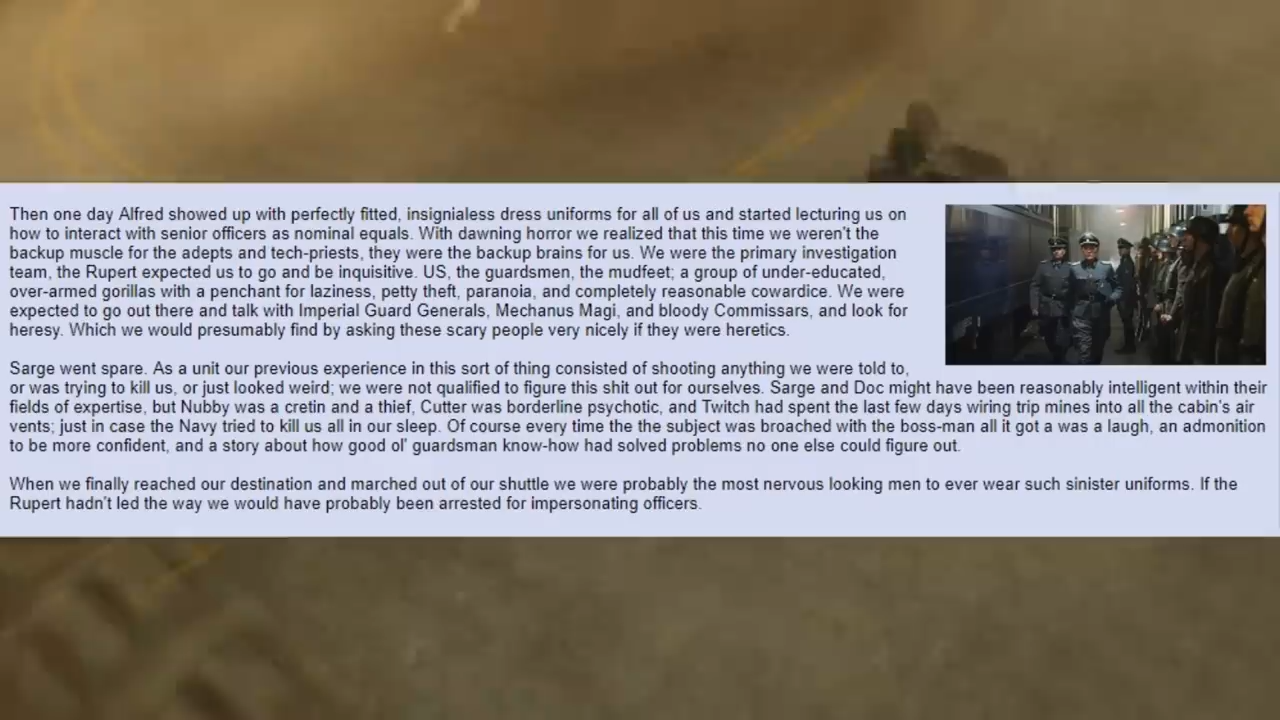 Then one day Alfred showed up with perfectly fitted, insignialess dress uniforms for all of us and started lecturing us on
how to interact with senior officers as nominal equals. With dawning horror we realized that this time we weren't the
backup muscle for the adepts and tech-priests, they were the backup brains for us. We were the primary investigation
team, the Rupert expected us to go and be inquisitive. US, the guardsmen, the mudfeet; a group of under-educated,
over-armed gorillas with a penchant for laziness, petty theft, paranoia, and completely reasonable cowardice. We were
expected to go out there and talk with Imperial Guard Generals, Mechanus Magi, and bloody Commissars, and look for
heresy. Which we would presumably find by asking these scary people very nicely if they were heretics.
Sarge went spare. As a unit our previous experience in this sort of thing consisted of shooting anything we were told to,
or was trying to kill us, or just looked weird; we were not qualified to figure this shit out for ourselves. Sarge and Doc might have been reasonably intelligent within their
fields of expertise, but Nubby was a cretin and a thief, Cutter was borderline psychotic, and Twitch had spent the last few days wiring trip mines into all the cabin's air
vents; just in case the Navy tried to kill us all in our sleep. Of course every time the the subject was broached with the boss-man all it got a was a laugh, an admonition
to be more confident, and a story about how good ol' guardsman know-how had solved problems no one else could figure out.
When we finally reached our destination and marched out of our shuttle we were probably the most nervous looking men to ever wear such sinister uniforms. If the
Rupert hadn't led the way we would have probably been arrested for impersonating officers.